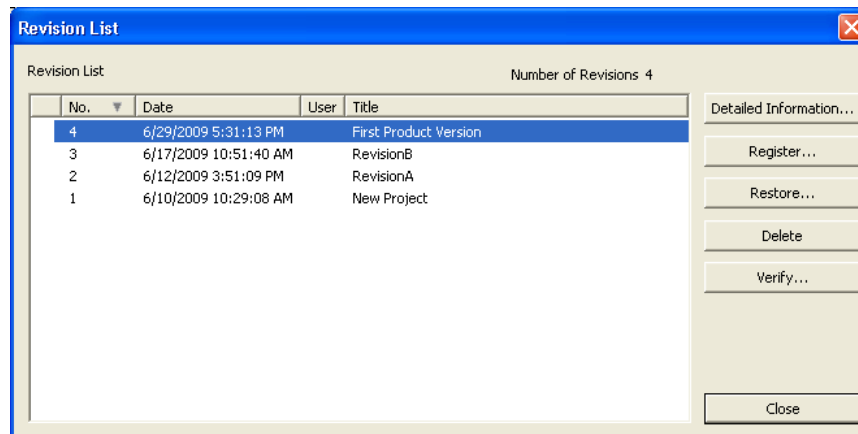 Revision List
Revision List
Number of Revisions 4
No. Date User Title
4 6/29/2009 5:31:13 PM First Product Version
3 6/17/2009 10:51:40 AM RevisionB
2 6/12/2009 3:51:09 PM RevisionA
1 6/10/2009 10:29:08 AM New Project
Detailed Information...
Register...
Restore...
Delete
Verify...
Close